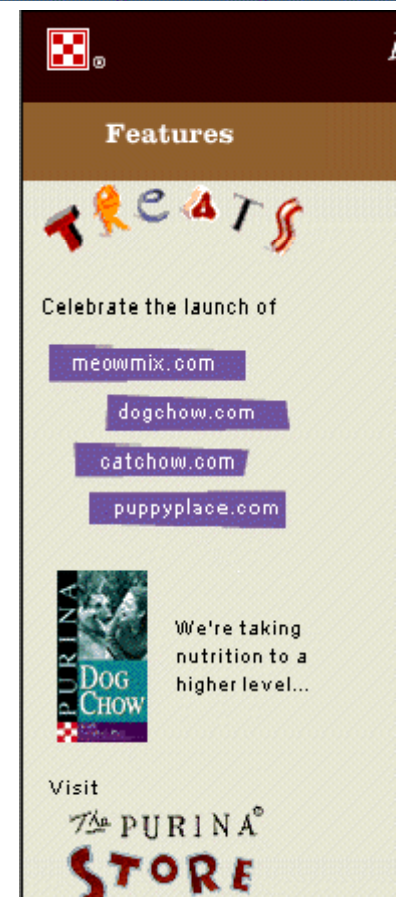 ®
Features
TREATS
Celebrate the launch of
meowmix.com
dogchow.com
catchow.com
puppyplace.com
PURINA
DOG
CHOW
We're taking
nutrition to a
higher level...
Visit
The PURINA®
STORE